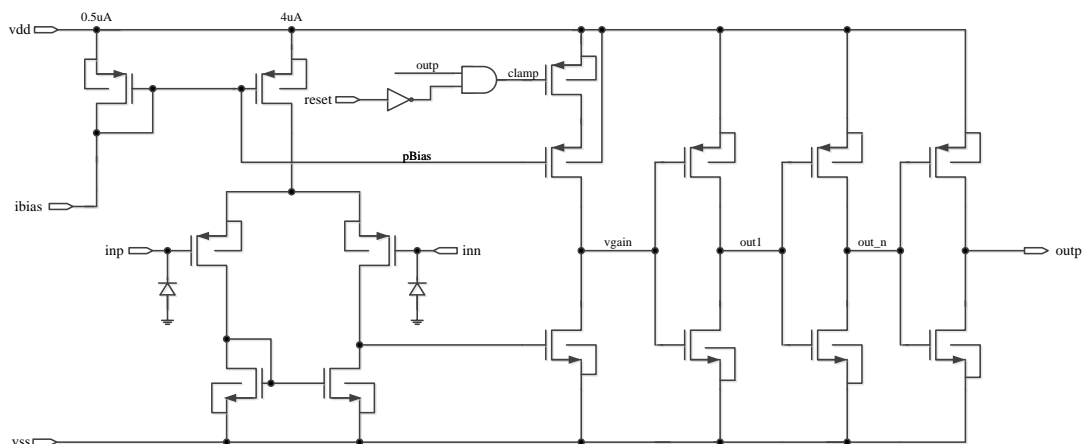 0.5uA 4uA
vdd
outp clamp
reset
pBias
ibias
inp inn vgain out1 out_n outp
vss